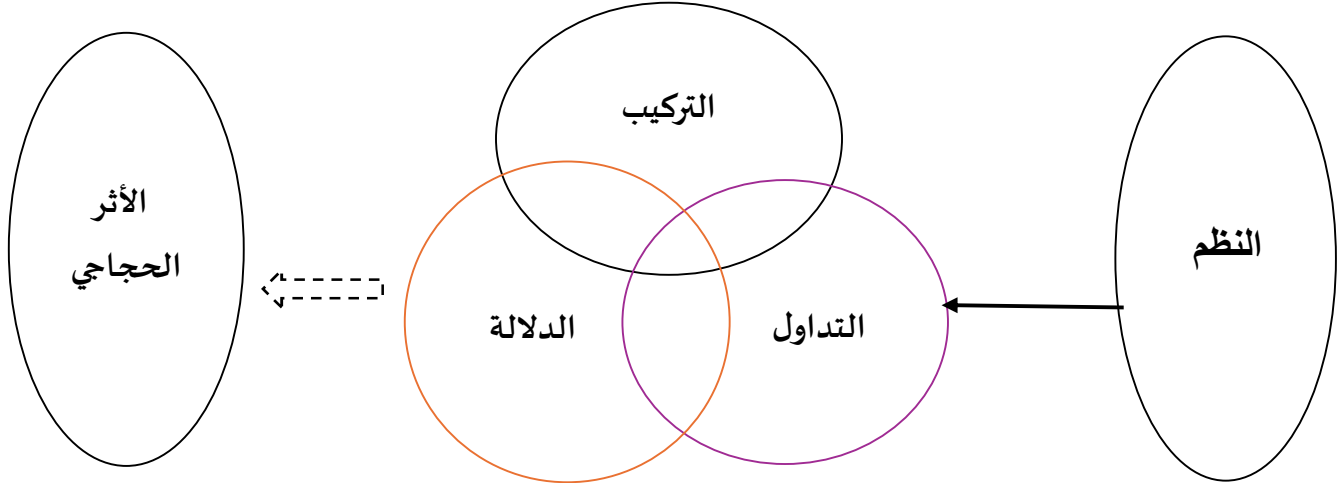 النظم
التركيب
التداول
الدلالة
الأثر
الحجاجي